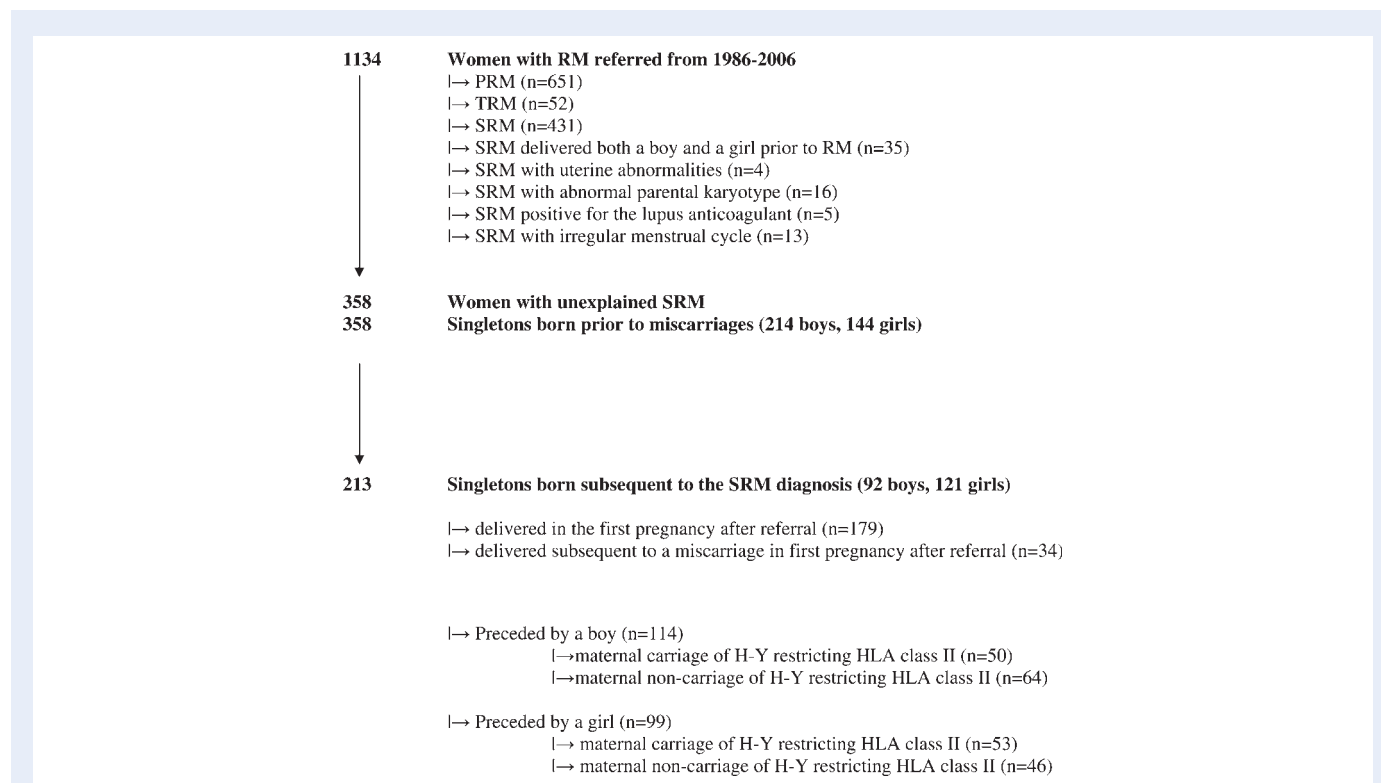 1134 Women with RM referred from 1986-2006
|→ PRM (n=651)
|→ TRM (n=52)
|→ SRM (n=431)
|→ SRM delivered both a boy and a girl prior to RM (n=35)
|→ SRM with uterine abnormalities (n=4)
|→ SRM with abnormal parental karyotype (n=16)
|→ SRM positive for the lupus anticoagulant (n=5)
|→ SRM with irregular menstrual cycle (n=13)
358 Women with unexplained SRM
358 Singletons born prior to miscarriages (214 boys, 144 girls)
213 Singletons born subsequent to the SRM diagnosis (92 boys, 121 girls)
|→ delivered in the first pregnancy after referral (n=179)
|→ delivered subsequent to a miscarriage in first pregnancy after referral (n=34)
|→ Preceded by a boy (n=114)
|→maternal carriage of H-Y restricting HLA class II (n=50)
|→maternal non-carriage of H-Y restricting HLA class II (n=64)
|→ Preceded by a girl (n=99)
|→ maternal carriage of H-Y restricting HLA class II (n=53)
|→ maternal non-carriage of H-Y restricting HLA class II (n=46)